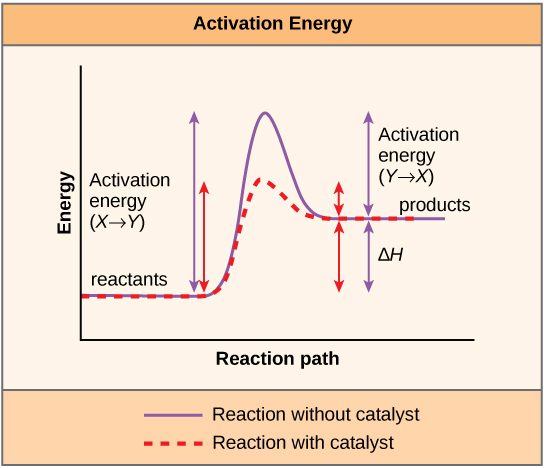 Activation Energy
Energy
Activation
energy
(X→Y)
reactants
Activation
energy
(Y→X)
products
ΔH
Reaction path
Reaction without catalyst
Reaction with catalyst